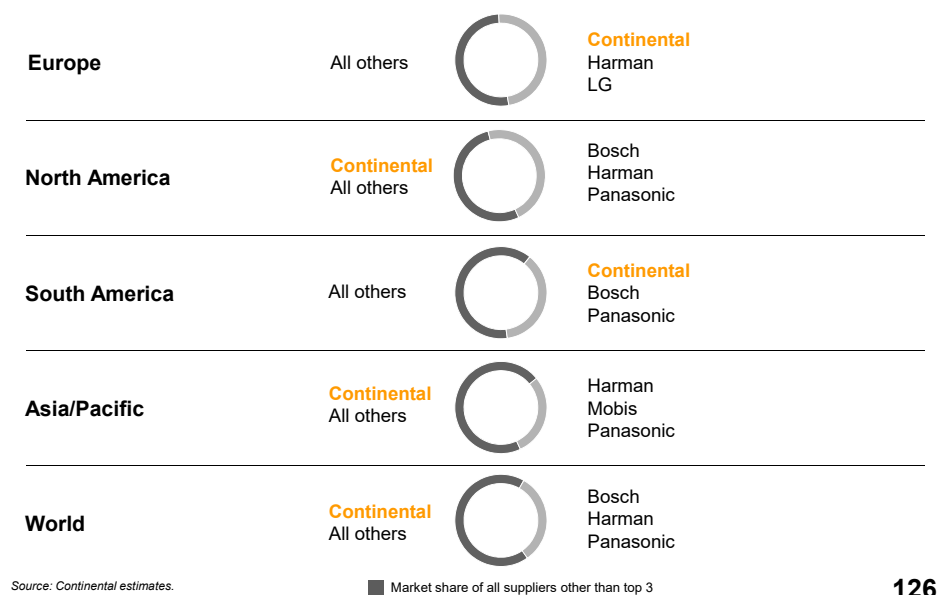 Europe
All others
Continental
Harman
LG
North America
Continental
All others
Bosch
Harman
Panasonic
South America
All others
Continental
Bosch
Panasonic
Asia/Pacific
Continental
All others
Harman
Mobis
Panasonic
World
Continental
All others
Bosch
Harman
Panasonic
Source: Continental estimates.
Market share of all suppliers other than top 3
126